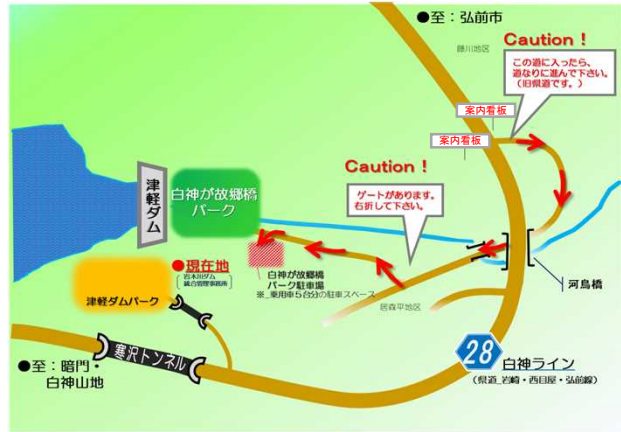 ●至：弘前市
藤川地区
Caution！
この道に入ったら、
道なりに進んで下さい。
（旧県道です。）
案内看板
案内看板
Caution！
ゲートがあります。
右折して下さい。
津軽ダム
白神が故郷橋
パーク
●現在地
岩木川ダム
統合管理事務所
白神が故郷橋
パーク駐車場
※_乗用車５台分の駐車スペース
居森平地区
河鳥橋
津軽ダムパーク
寒沢トンネル
●至：暗門・
白神山地
28
白神ライン
（県道_岩崎・西目屋・弘前線）